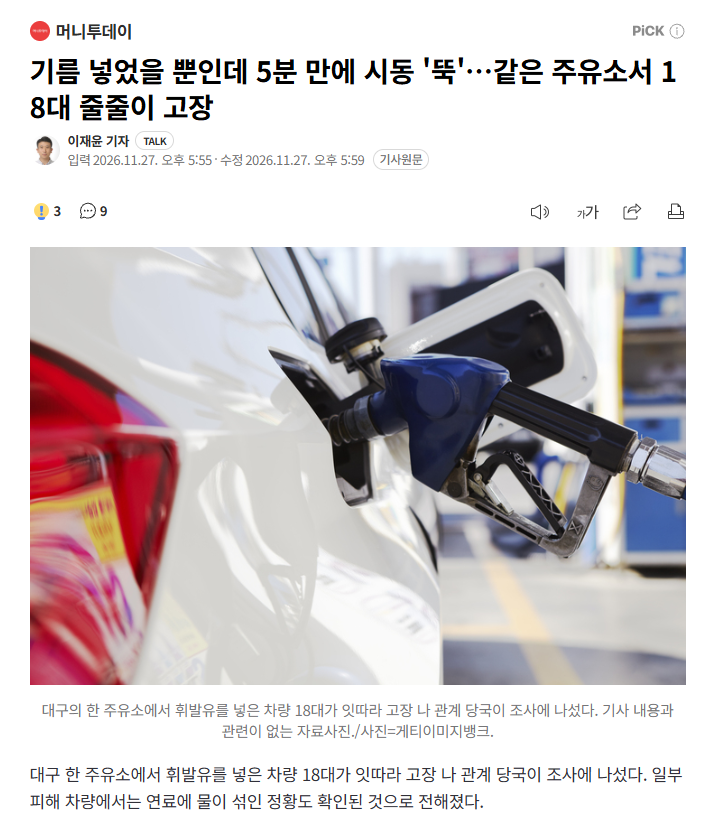 머니투데이
PiCK
기름 넣었을 뿐인데 5분 만에 시동 '뚝'…같은 주유소서 1
8대 줄줄이 고장
이재윤 기자 TALK
입력 2026.11.27. 오후 5:55 · 수정 2026.11.27. 오후 5:59 기사원문
3 9
가가
대구의 한 주유소에서 휘발유를 넣은 차량 18대가 잇따라 고장 나 관계 당국이 조사에 나섰다. 기사 내용과
관련이 없는 자료사진./사진=게티이미지뱅크.
대구 한 주유소에서 휘발유를 넣은 차량 18대가 잇따라 고장 나 관계 당국이 조사에 나섰다. 일부
피해 차량에서는 연료에 물이 섞인 정황도 확인된 것으로 전해졌다.